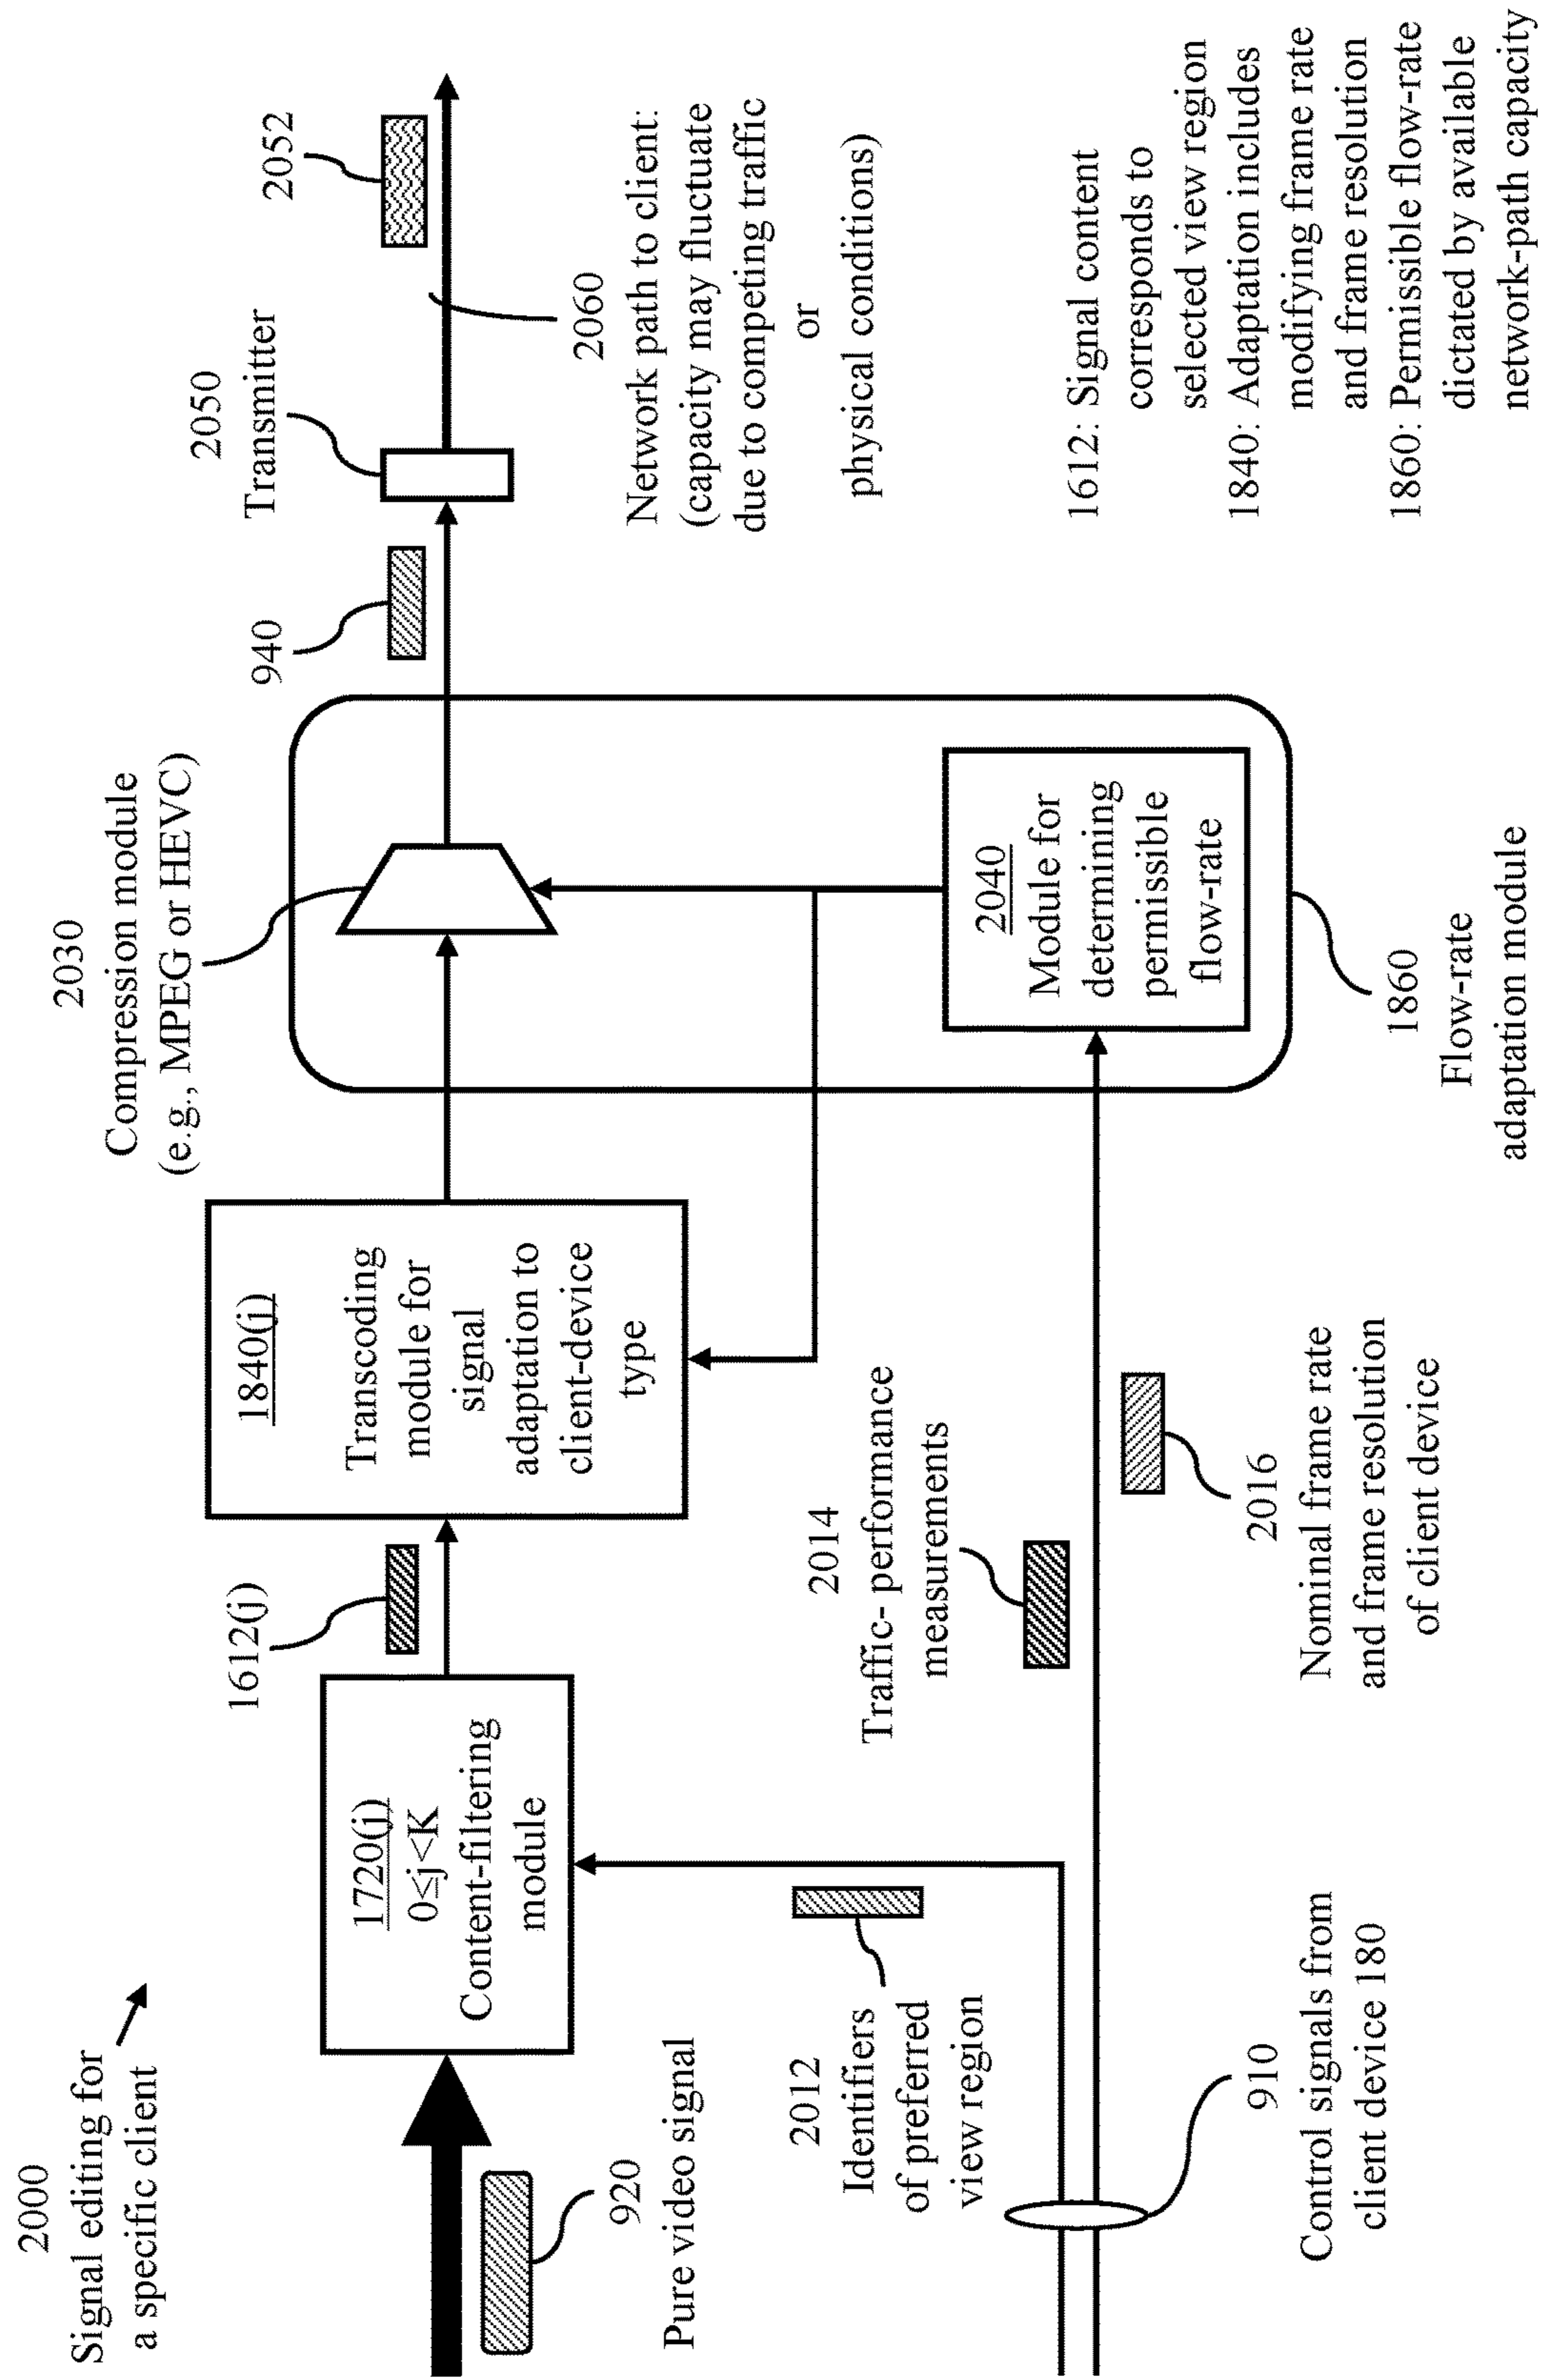 2000
Signal editing for
a specific client
920
Pure video signal
1720(j)
0≤j<K
Content-filtering
module
1612(j)
1840(j)
Transcoding
module for
signal
adaptation to
client-device
type
2030
Compression module
(e.g., MPEG or HEVC)
940
2050
Transmitter
2052
2060
Network path to client:
(capacity may fluctuate
due to competing traffic
or
physical conditions)
2012
Identifiers
of preferred
view region
910
Control signals from
client device 180
2014
Traffic- performance
measurements
2016
Nominal frame rate
and frame resolution
of client device
2040
Module for
determining
permissible
flow-rate
1860
Flow-rate
adaptation module
1612: Signal content
corresponds to
selected view region
1840: Adaptation includes
modifying frame rate
and frame resolution
1860: Permissible flow-rate
dictated by available
network-path capacity